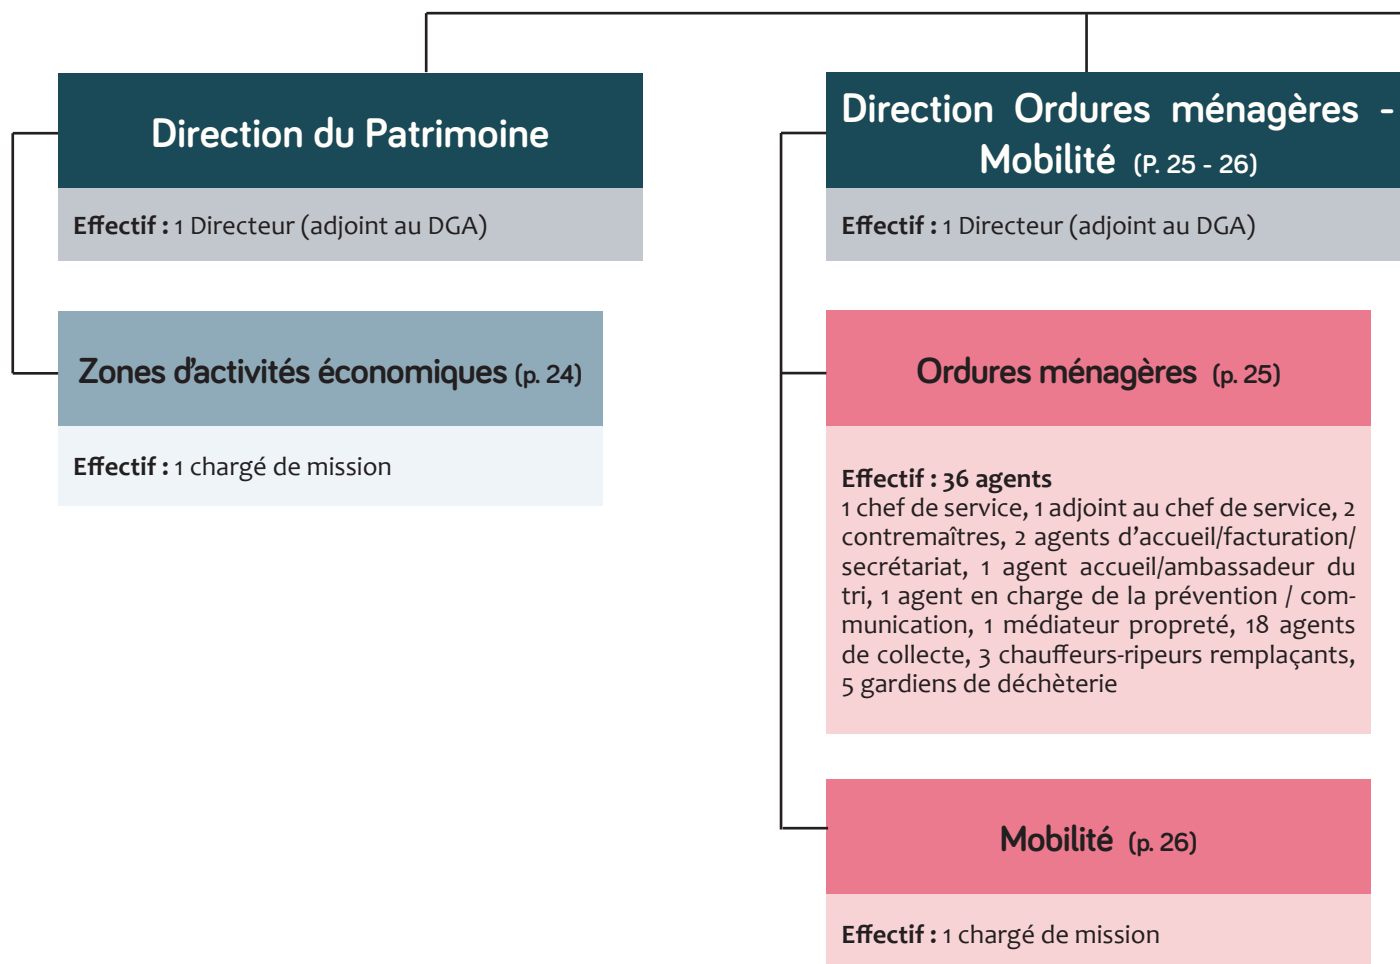 Direction du Patrimoine
Effectif : 1 Directeur (adjoint au DGA)
Zones d'activités économiques (p. 24)
Effectif : 1 chargé de mission
Direction Ordures ménagères -
Mobilité (P. 25 - 26)
Effectif : 1 Directeur (adjoint au DGA)
Ordures ménagères (p. 25)
Effectif : 36 agents
1 chef de service, 1 adjoint au chef de service, 2
contremaîtres, 2 agents d’accueil/facturation/
secrétariat, 1 agent accueil/ambassadeur du
tri, 1 agent en charge de la prévention / com-
munication, 1 médiateur propreté, 18 agents
de collecte, 3 chauffeurs-ripeurs remplaçants,
5 gardiens de déchèterie
Mobilité (p. 26)
Effectif : 1 chargé de mission